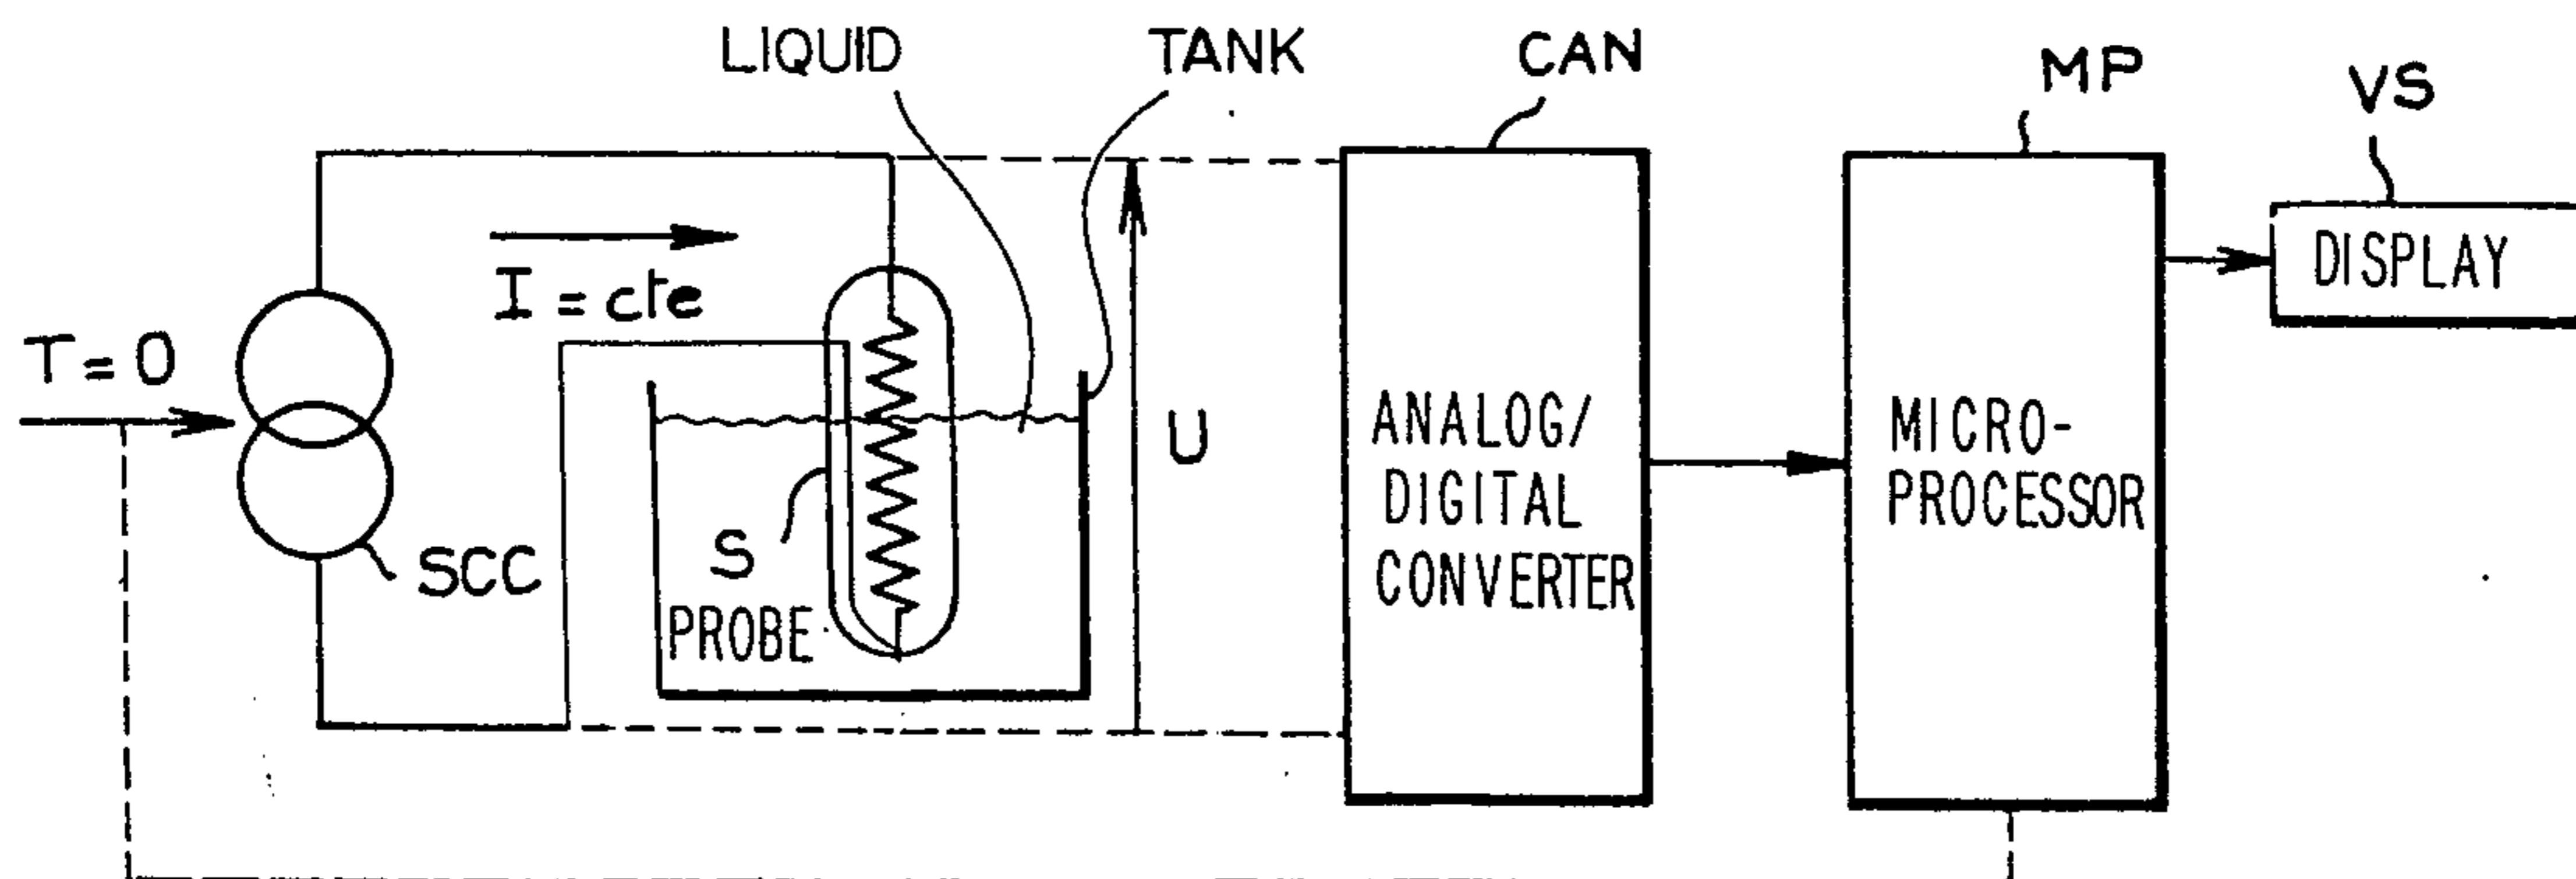 LIQUID
TANK
CAN
MP
VS
I = cte
T = 0
SCC
S
PROBE
U
ANALOG/
DIGITAL
CONVERTER
MICRO-
PROCESSOR
DISPLAY